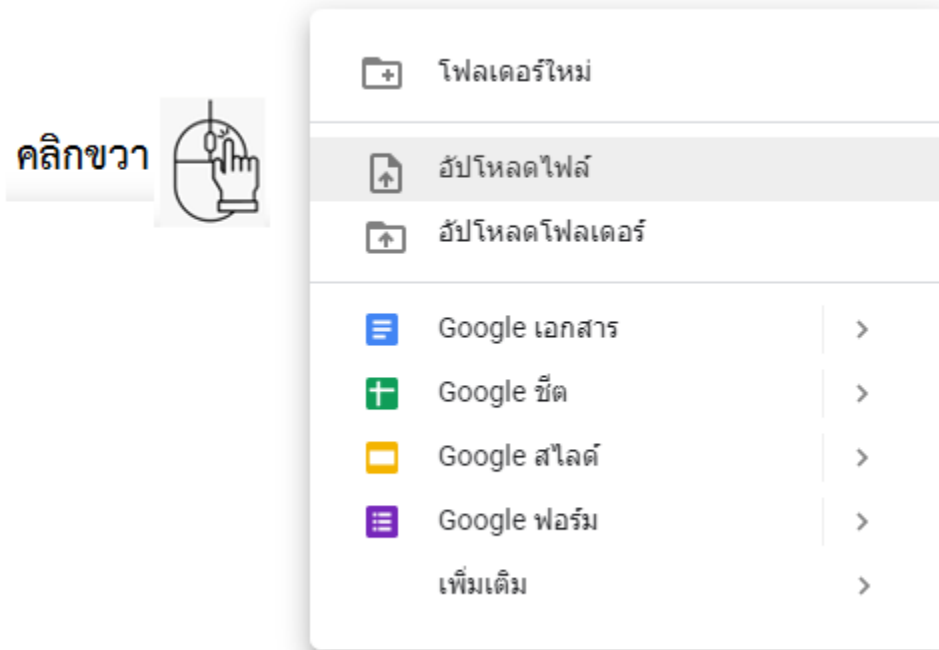 คลิกขวา
โฟลเดอร์ใหม่
อัปโหลดไฟล์
อัปโหลดโฟลเดอร์
Google เอกสาร
Google ชีต
Google สไลด์
Google ฟอร์ม
เพิ่มเติม